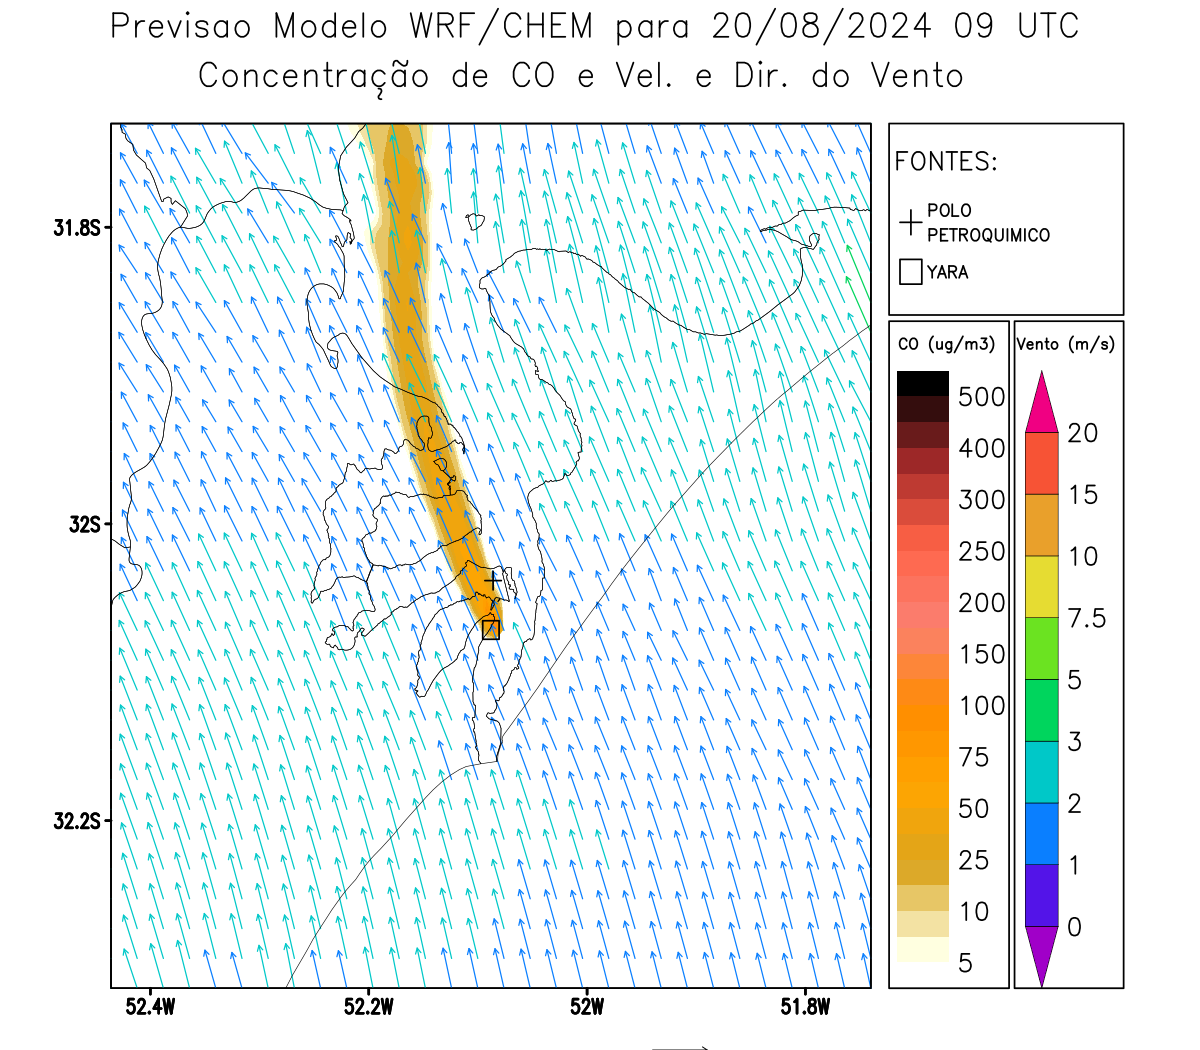 Previsao Modelo WRF/CHEM para 20/08/2024 09 UTC
Concentração de CO e Vel. e Dir. do Vento
FONTES:
POLO
PETROQUIMICO
YARA
CO (ug/m3)
500
400
300
250
200
150
100
75
50
25
10
5
Vento (m/s)
20
15
10
7.5
5
3
2
1
0
31.8S
32S
32.2S
52.4W
52.2W
52W
51.8W